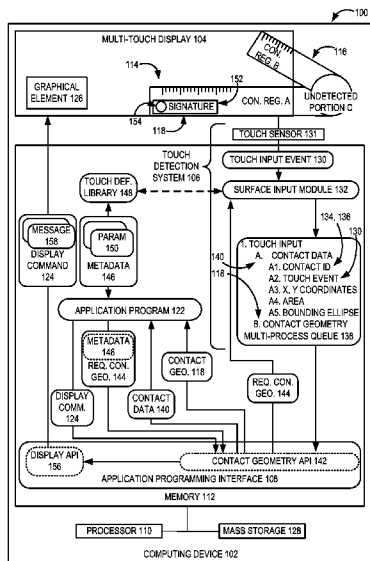 100
MULTI-TOUCH DISPLAY 104
CON. REG. B
116
114
152
GRAPHICAL
ELEMENT 126
SIGNATURE
CON. REG. A
UNDETECTED
PORTION C
154
118
TOUCH SENSOR 131
TOUCH
DETECTION
SYSTEM 106
TOUCH INPUT EVENT 130
TOUCH DEF.
LIBRARY 148
SURFACE INPUT MODULE 132
MESSAGE
158
DISPLAY
COMMAND
124
PARAM
150
METADATA
146
134, 136
130
1. TOUCH INPUT
140
A. CONTACT DATA
A1. CONTACT ID
118
A2. TOUCH EVENT
A3. X, Y COORDINATES
A4. AREA
A5. BOUNDING ELLIPSE
B. CONTACT GEOMETRY
MULTI-PROCESS QUEUE 138
APPLICATION PROGRAM 122
METADATA
146
REQ. CON.
GEO. 144
CONTACT
GEO. 118
DISPLAY
COMM.
124
CONTACT
DATA 140
REQ. CON.
GEO. 144
DISPLAY API
156
CONTACT GEOMETRY API 142
APPLICATION PROGRAMMING INTERFACE 108
MEMORY 112
PROCESSOR 110
MASS STORAGE 128
COMPUTING DEVICE 102